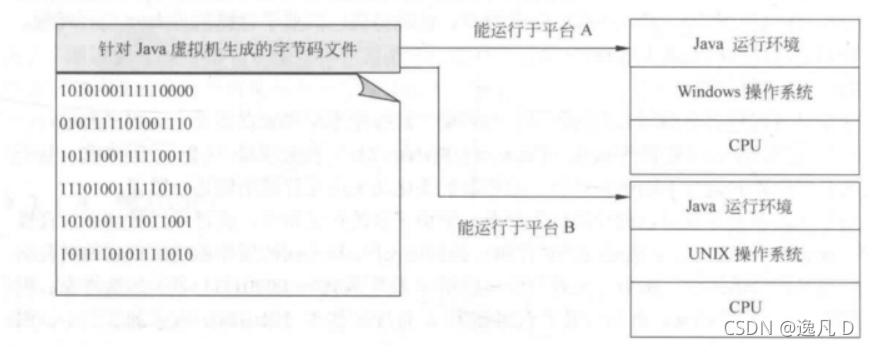 针对 Java 虚拟机生成的字节码文件
1010100111110000
0101111101001110
1011100111110011
1110100111110110
1010100111011001
1011110101111010
能运行于平台 A
Java 运行环境
Windows 操作系统
CPU
能运行于平台 B
Java 运行环境
UNIX 操作系统
CPU
CSDN @逸凡 D